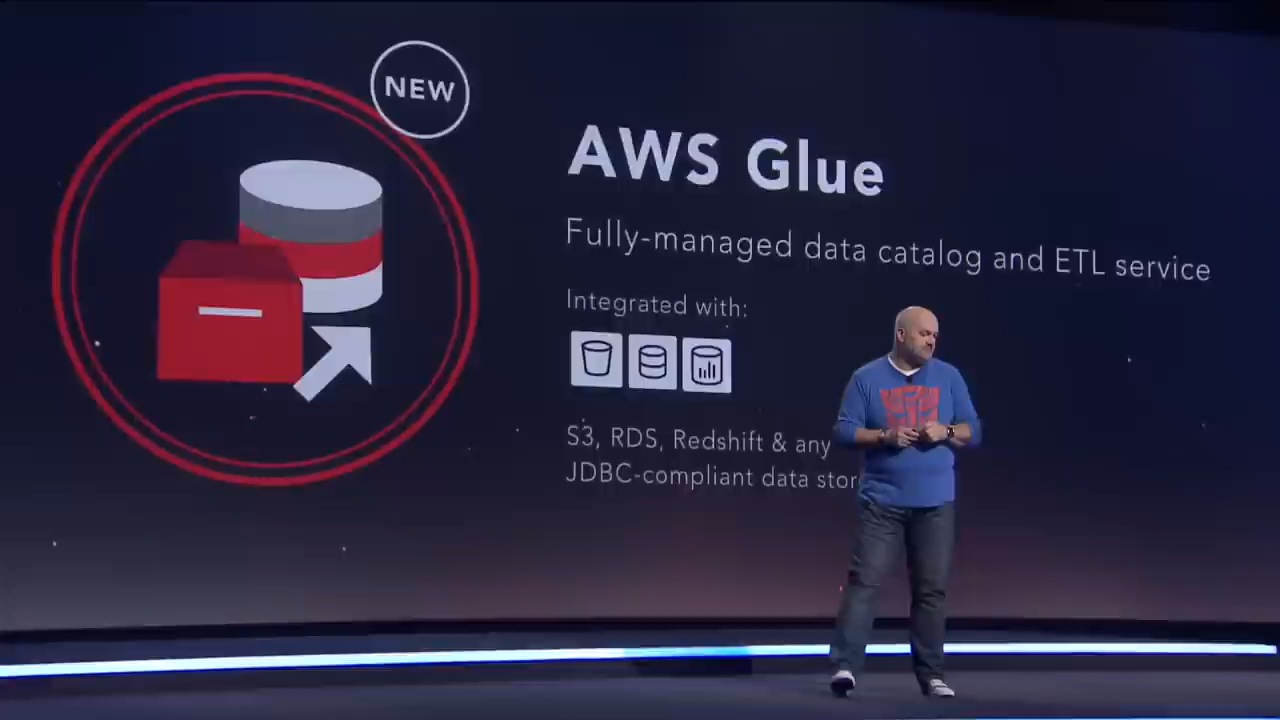 NEW
AWS Glue
Fully-managed data catalog and ETL service
Integrated with:
S3, RDS, Redshift & any
JDBC-compliant data